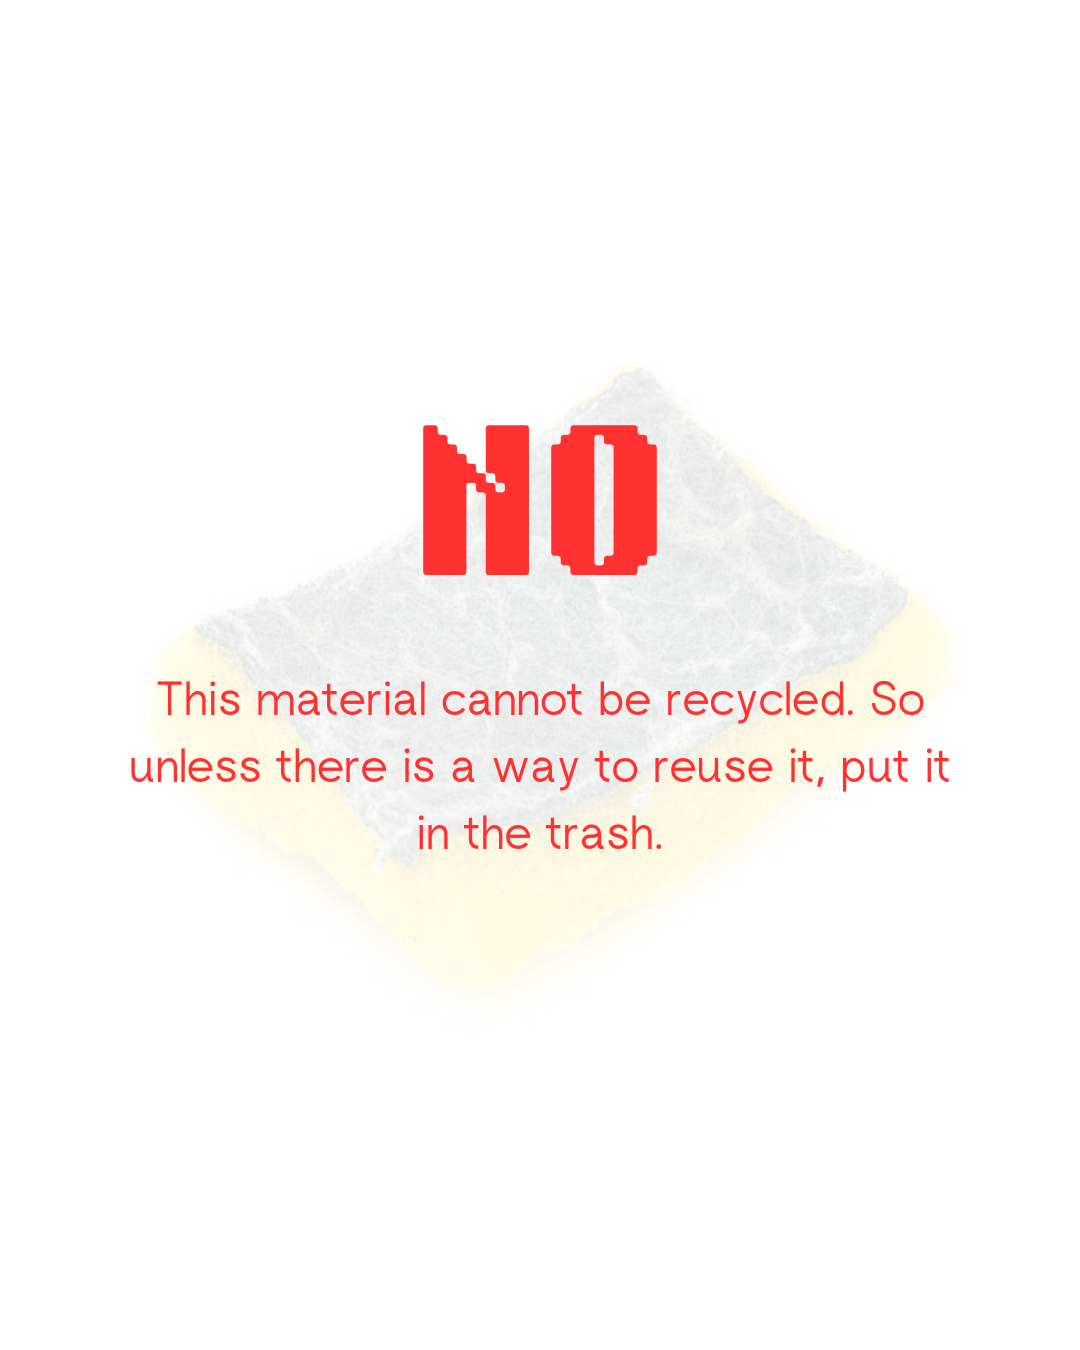 NO
This material cannot be recycled. So
unless there is a way to reuse it, put it
in the trash.